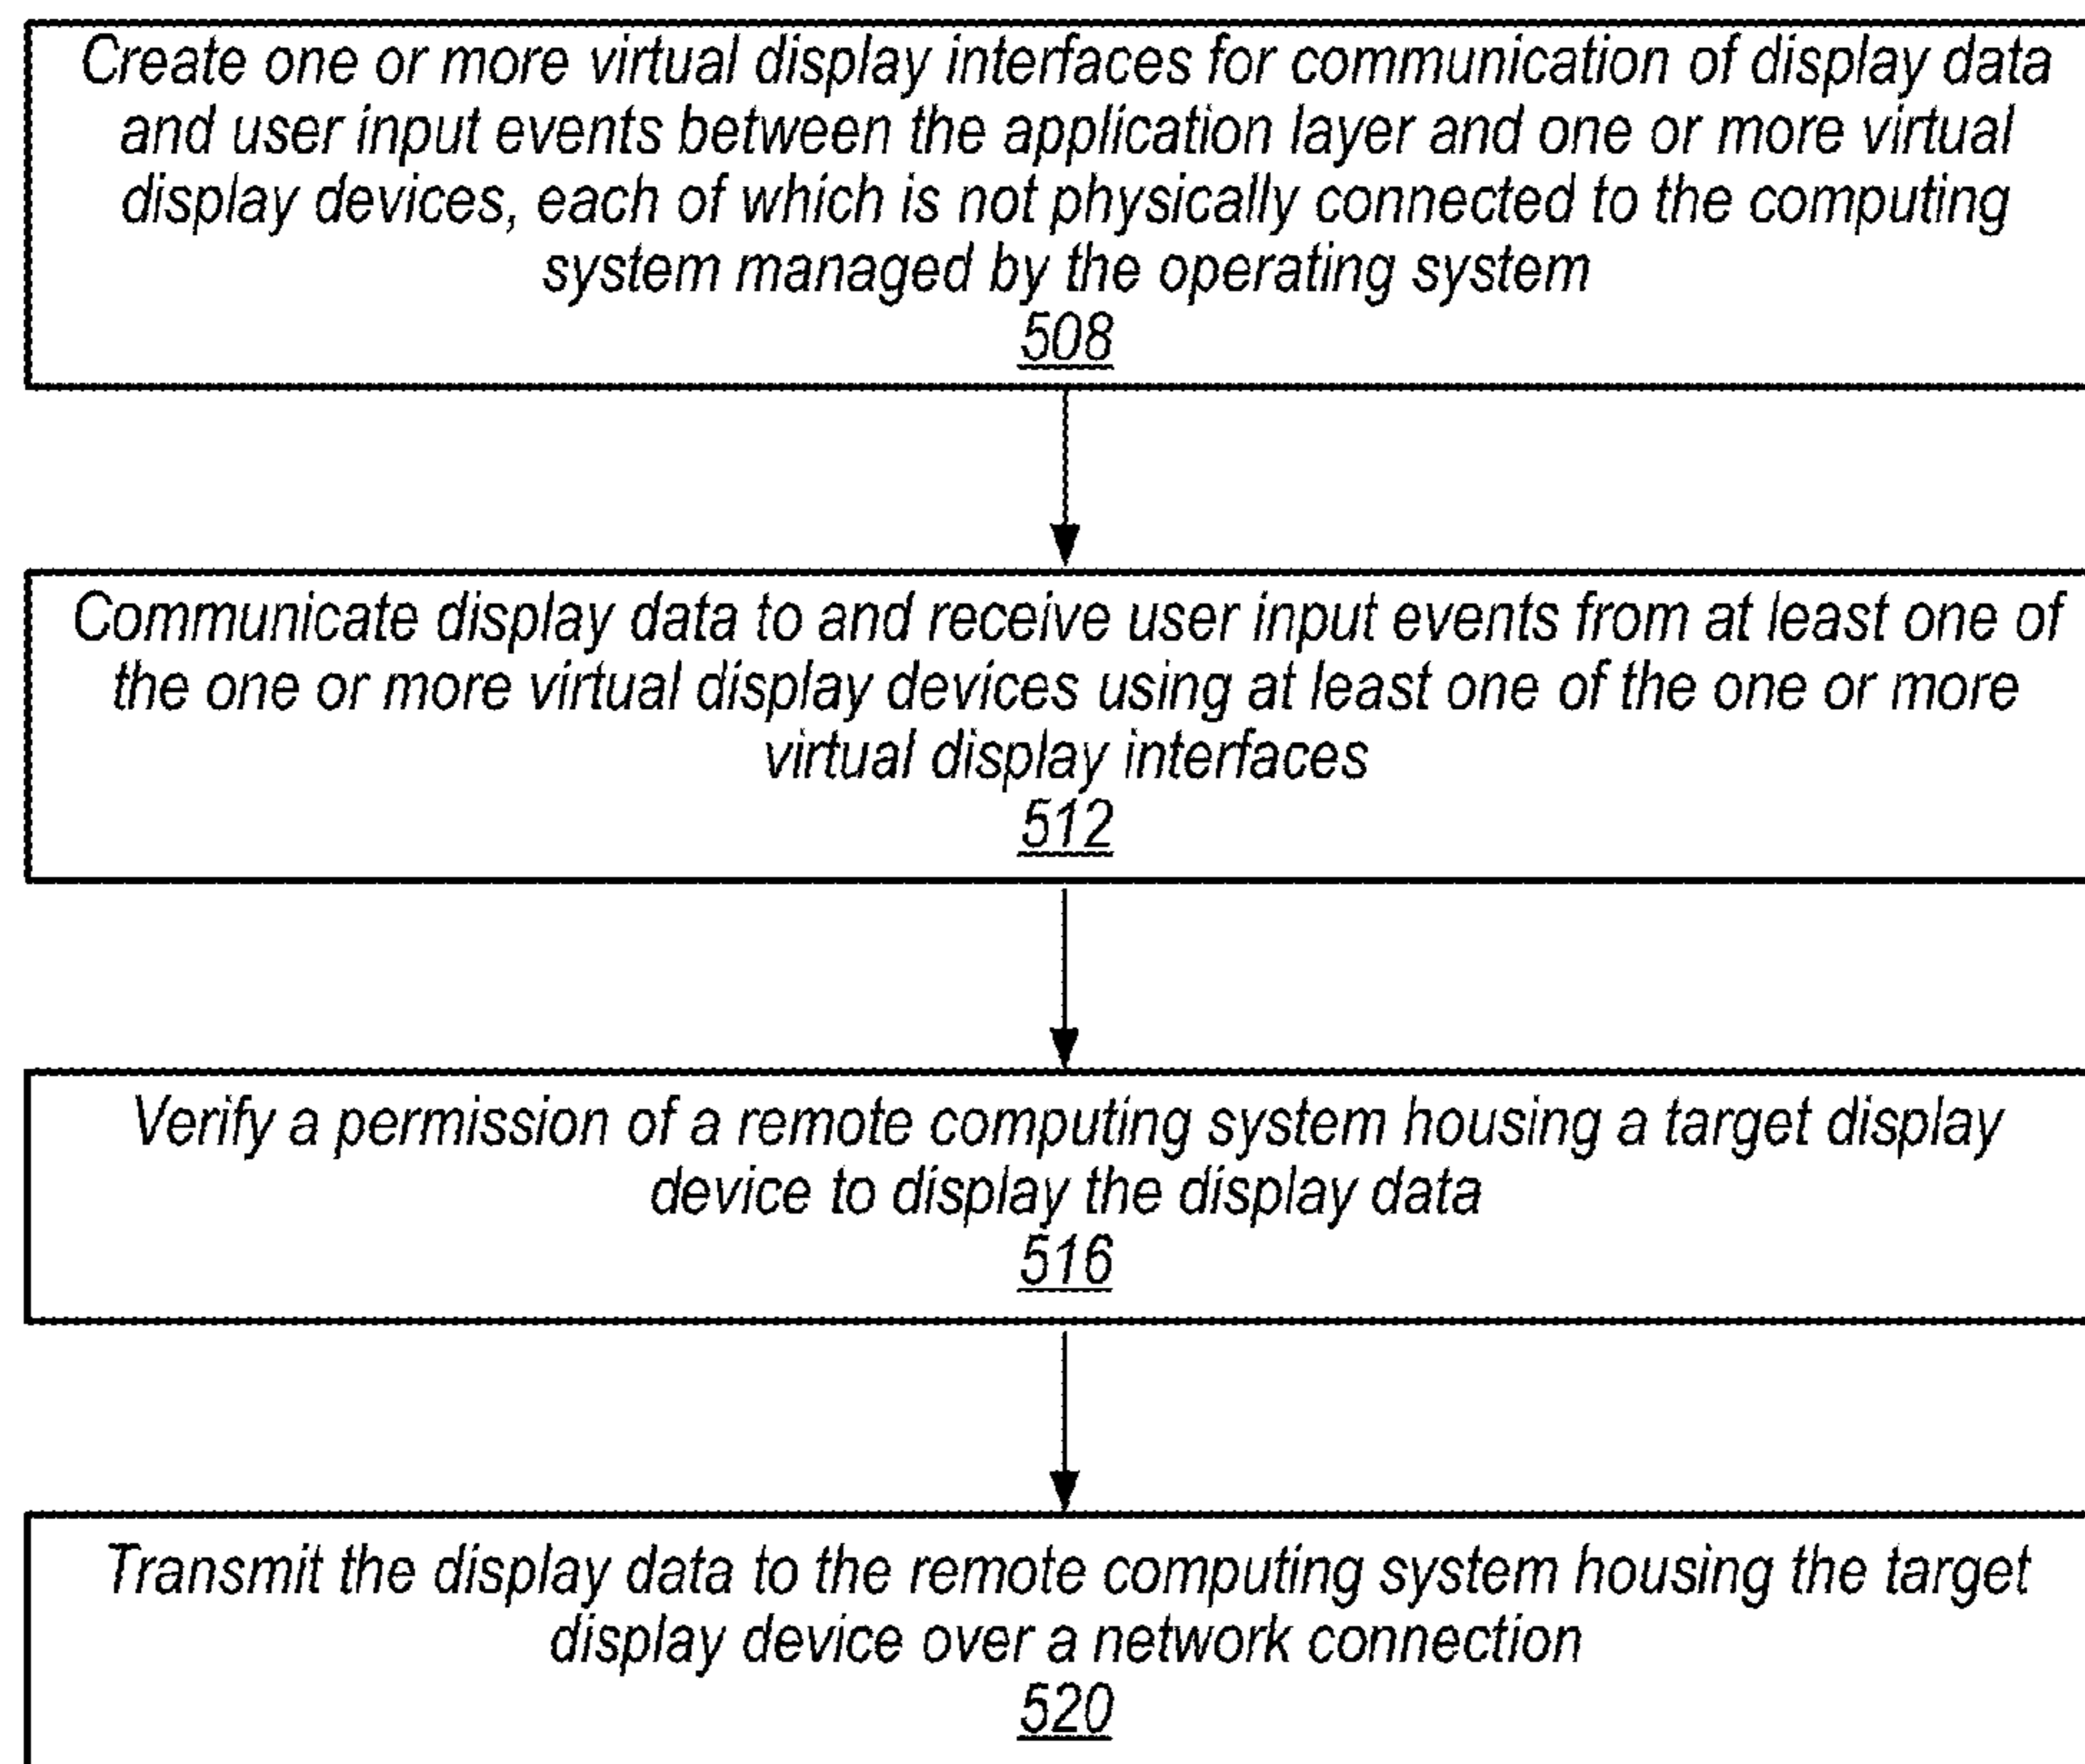 Create one or more virtual display interfaces for communication of display data
and user input events between the application layer and one or more virtual
display devices, each of which is not physically connected to the computing
system managed by the operating system
508
Communicate display data to and receive user input events from at least one of
the one or more virtual display devices using at least one of the one or more
virtual display interfaces
512
Verify a permission of a remote computing system housing a target display
device to display the display data
516
Transmit the display data to the remote computing system housing the target
display device over a network connection
520